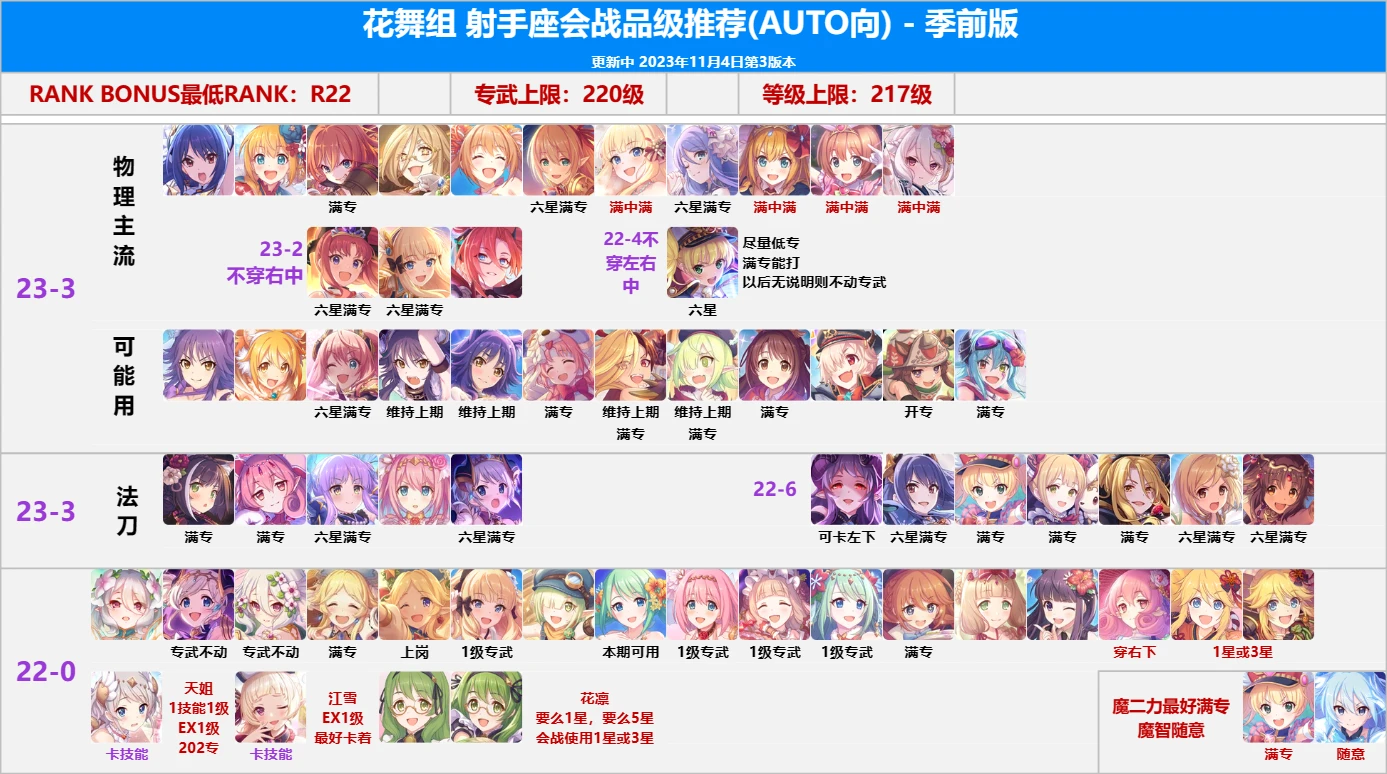 花舞组 射手座会战品级推荐(AUTO向) - 季前版
更新中 2023年11月4日第3版本
RANK BONUS最低RANK：R22
专武上限：220级
等级上限：217级
23-3
物理主流
满专
六星满专
满中满
六星满专
满中满
满中满
满中满
23-2
不穿右中
六星满专
六星满专
22-4不
穿左右
中
六星
尽量低专
满专能打
以后无说明则不动专武
可能用
六星满专
维持上期
维持上期
满专
维持上期
满专
维持上期
满专
满专
开专
满专
23-3
法刀
满专
满专
六星满专
六星满专
22-6
可卡左下
六星满专
满专
满专
满专
六星满专
六星满专
22-0
专武不动
专武不动
满专
上岗
1级专武
本期可用
1级专武
1级专武
1级专武
满专
穿右下
1星或3星
卡技能
天姐
1技能1级
EX1级
202专
卡技能
江雪
EX1级
最好卡着
花凛
要么1星，要么5星
会战使用1星或3星
魔二力最好满专
魔智随意
满专
随意